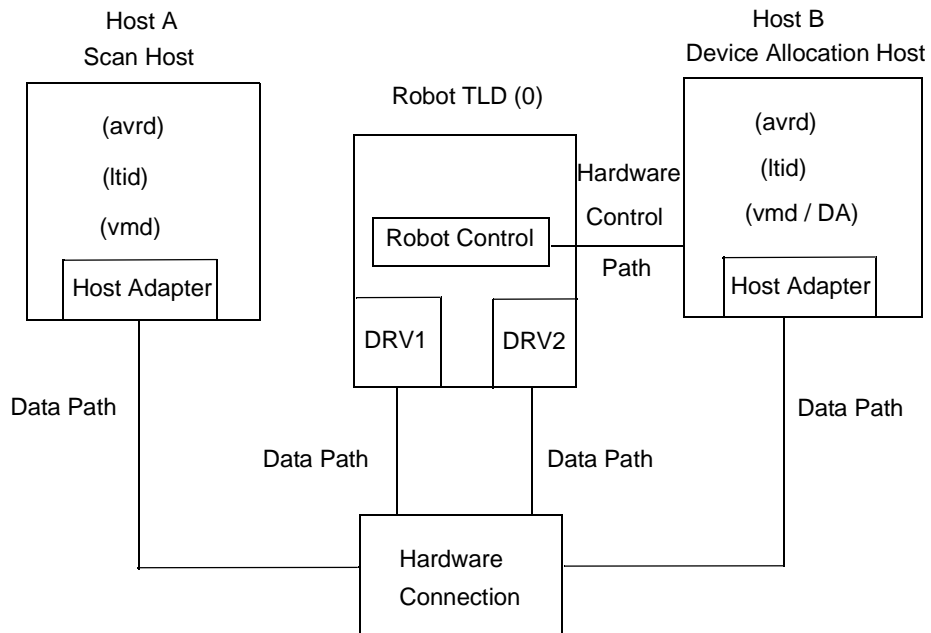 Host A
Scan Host
(avrd)
(ltid)
(vmd)
Host Adapter
Data Path
Robot TLD (0)
Robot Control
DRV1
DRV2
Hardware
Control
Path
Host B
Device Allocation Host
(avrd)
(ltid)
(vmd / DA)
Host Adapter
Data Path
Data Path
Data Path
Hardware
Connection